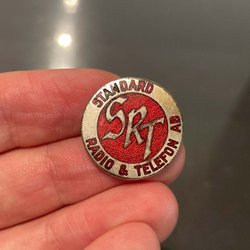 STANDARD
SRT
RADIO & TELEFON AB